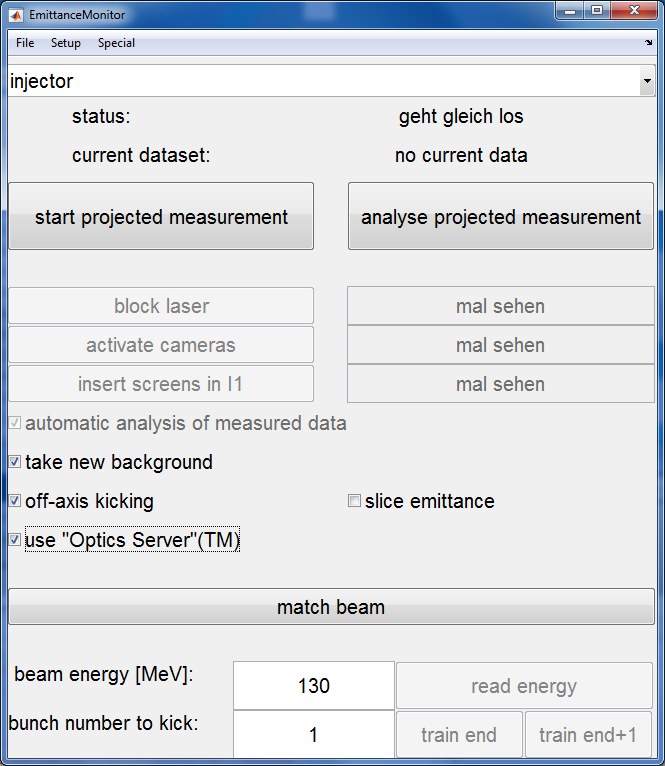 EmittanceMonitor
File Setup Special
injector
status: geht gleich los
current dataset: no current data
start projected measurement analyse projected measurement
block laser mal sehen
activate cameras mal sehen
insert screens in I1 mal sehen
automatic analysis of measured data
take new background
off-axis kicking slice emittance
use "Optics Server"(TM)
match beam
beam energy [MeV]: 130 read energy
bunch number to kick: 1 train end train end+1